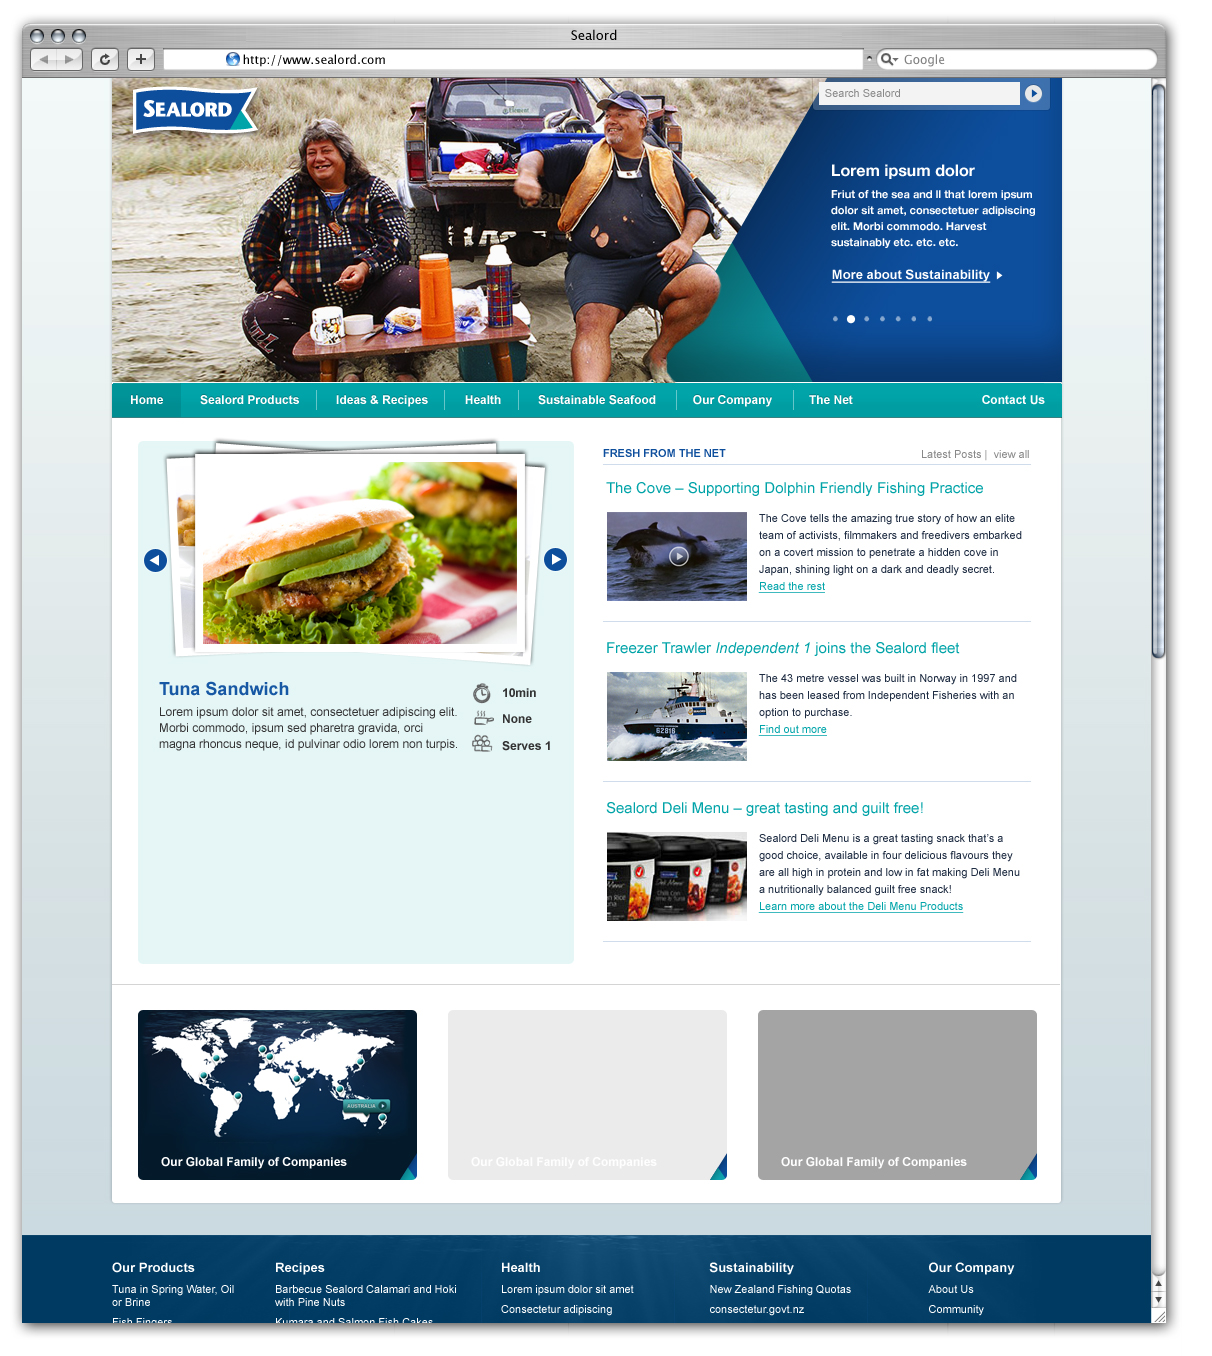 Sealord
http://www.sealord.com
Google
SEALORD
Search Sealord
Lorem ipsum dolor
Friut of the sea and ll that lorem ipsum
dolor sit amet, consectetuer adipiscing
elit. Morbi commodo. Harvest
sustainably etc. etc. etc.
More about Sustainability
Home
Sealord Products
Ideas & Recipes
Health
Sustainable Seafood
Our Company
The Net
Contact Us
FRESH FROM THE NET
Latest Posts | view all
The Cove – Supporting Dolphin Friendly Fishing Practice
The Cove tells the amazing true story of how an elite
team of activists, filmmakers and freedivers embarked
on a covert mission to penetrate a hidden cove in
Japan, shining light on a dark and deadly secret.
Read the rest
Freezer Trawler Independent 1 joins the Sealord fleet
The 43 metre vessel was built in Norway in 1997 and
has been leased from Independent Fisheries with an
option to purchase.
Find out more
Sealord Deli Menu – great tasting and guilt free!
Sealord Deli Menu is a great tasting snack that's a
good choice, available in four delicious flavours they
are all high in protein and low in fat making Deli Menu
a nutritionally balanced guilt free snack!
Learn more about the Deli Menu Products
Tuna Sandwich
Lorem ipsum dolor sit amet, consectetuer adipiscing elit.
Morbi commodo, ipsum sed pharetra gravida, orci
magna rhoncus neque, id pulvinar odio lorem non turpis.
10min
None
Serves 1
AUSTRALIA
Our Global Family of Companies
Our Global Family of Companies
Our Global Family of Companies
Our Products
Tuna in Spring Water, Oil
or Brine
Fish Fingers
Recipes
Barbecue Sealord Calamari and Hoki
with Pine Nuts
Kumara and Salmon Fish Cakes
Health
Lorem ipsum dolor sit amet
Consectetur adipiscing
Sustainability
New Zealand Fishing Quotas
consectetur.govt.nz
Our Company
About Us
Community